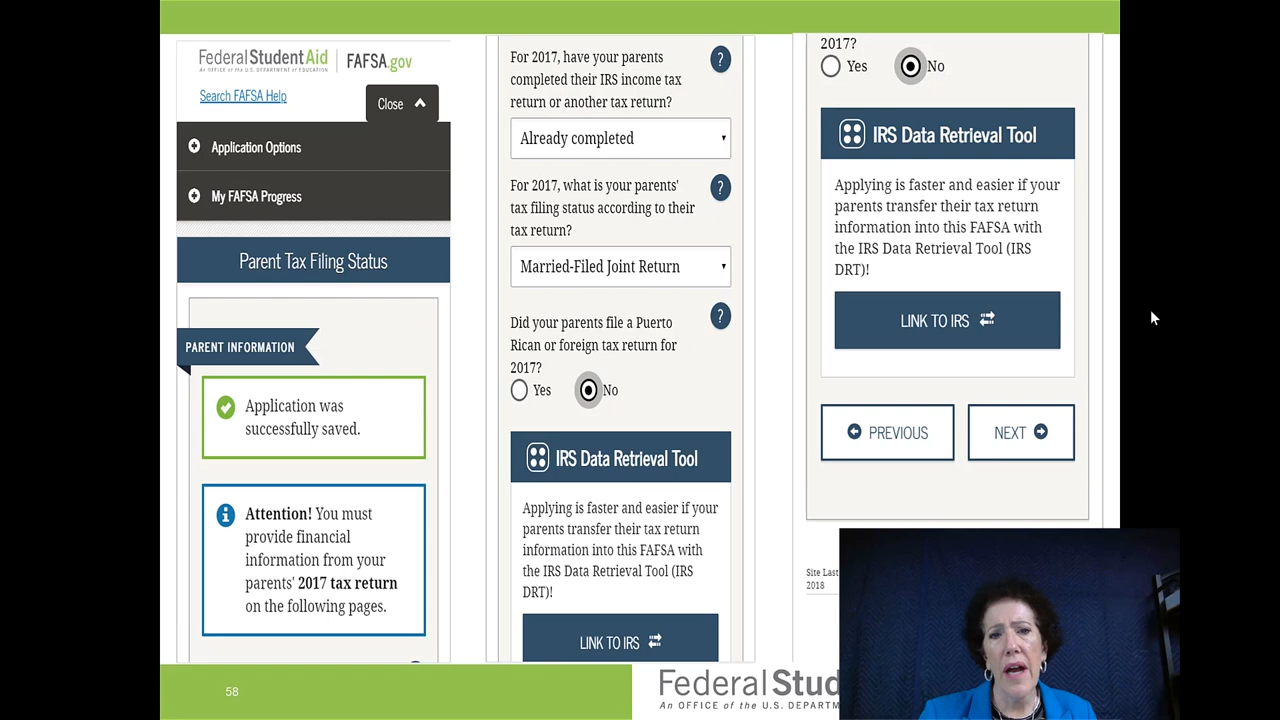 FederalStudentAid
An OFFICE of the U.S. DEPARTMENT of EDUCATION
FAFSA.gov
Search FAFSA Help
Close
Application Options
My FAFSA Progress
Parent Tax Filing Status
PARENT INFORMATION
Application was
successfully saved.
Attention! You must
provide financial
information from your
parents' 2017 tax return
on the following pages.
For 2017, have your parents
completed their IRS income tax
return or another tax return?
?
Already completed
For 2017, what is your parents'
tax filing status according to their
tax return?
?
Married-Filed Joint Return
Did your parents file a Puerto
Rican or foreign tax return for
2017?
?
Yes No
IRS Data Retrieval Tool
Applying is faster and easier if your
parents transfer their tax return
information into this FAFSA with
the IRS Data Retrieval Tool (IRS
DRT)!
LINK TO IRS
2017?
Yes No
IRS Data Retrieval Tool
Applying is faster and easier if your
parents transfer their tax return
information into this FAFSA with
the IRS Data Retrieval Tool (IRS
DRT)!
LINK TO IRS
PREVIOUS NEXT
Site Last
2018
58
Federal Stud
An OFFICE of the U.S. DEPARTM